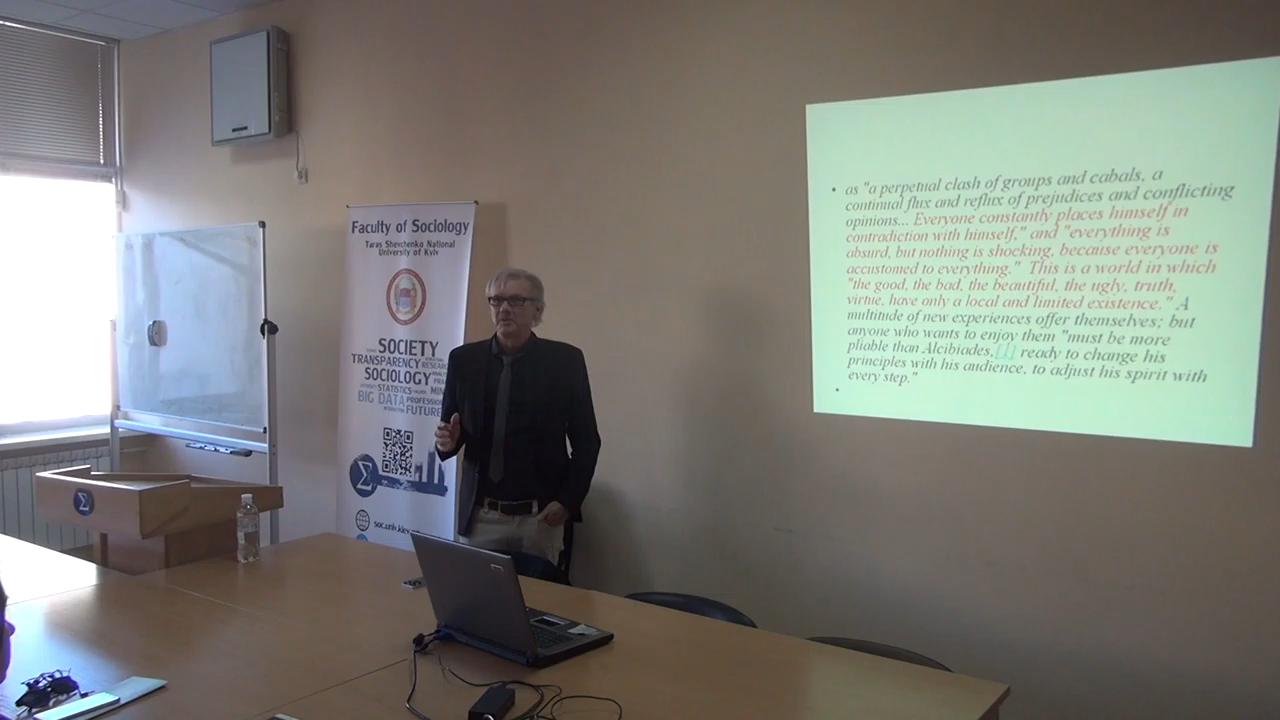 Faculty of Sociology
Taras Shevchenko National
University of Kyiv
SOCIETY
TRANSPARENCY RESEARCH
SOCIOLOGY
STATISTICS
BIG DATA PROFESSION
FUTURE
Σ
soc.univ.kiev
Σ
• as "a perpetual clash of groups and cabals, a
continual flux and reflux of prejudices and conflicting
opinions... Everyone constantly places himself in
contradiction with himself," and "everything is
absurd, but nothing is shocking, because everyone is
accustomed to everything." This is a world in which
"the good, the bad, the beautiful, the ugly, truth,
virtue, have only a local and limited existence." A
multitude of new experiences offer themselves; but
anyone who wants to enjoy them "must be more
pliable than Alcibiades,[1] ready to change his
principles with his audience, to adjust his spirit with
every step."
•